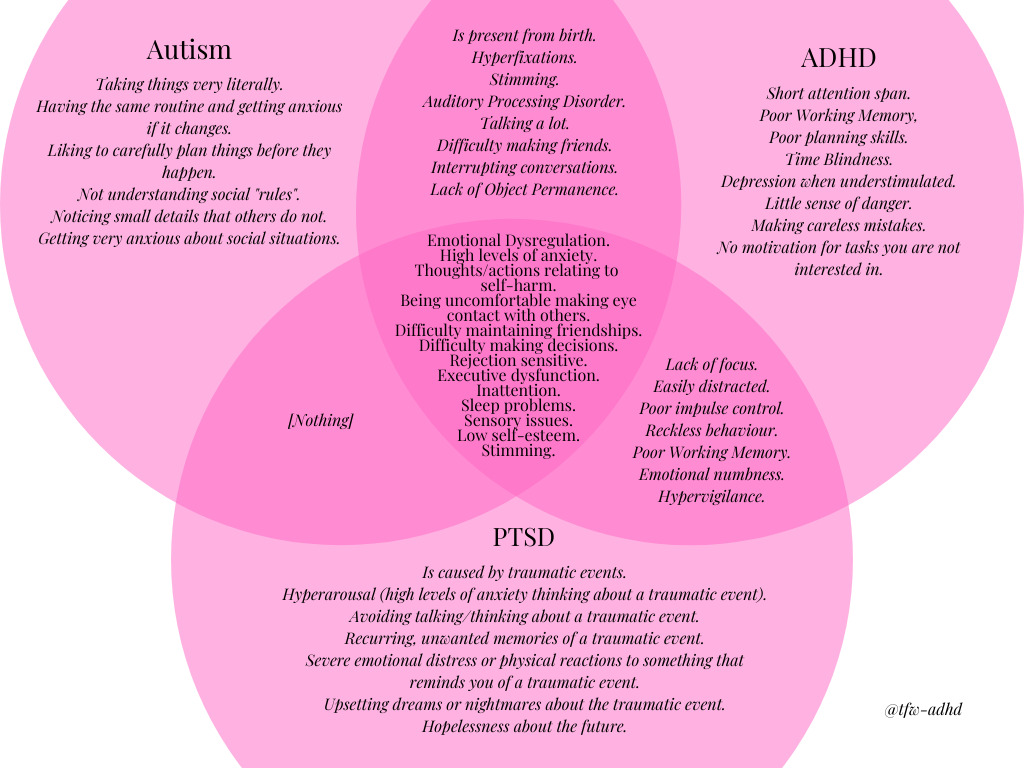 Autism
Taking things very literally.
Having the same routine and getting anxious
if it changes.
Liking to carefully plan things before they
happen.
Not understanding social "rules".
Noticing small details that others do not.
Getting very anxious about social situations.
Is present from birth.
Hyperfixations.
Stimming.
Auditory Processing Disorder.
Talking a lot.
Difficulty making friends.
Interrupting conversations.
Lack of Object Permanence.
ADHD
Short attention span.
Poor Working Memory,
Poor planning skills.
Time Blindness.
Depression when understimulated.
Little sense of danger.
Making careless mistakes.
No motivation for tasks you are not
interested in.
Emotional Dysregulation.
High levels of anxiety.
Thoughts/actions relating to
self-harm.
Being uncomfortable making eye
contact with others.
Difficulty maintaining friendships.
Difficulty making decisions.
Rejection sensitive.
Executive dysfunction.
Inattention.
Sleep problems.
Sensory issues.
Low self-esteem.
Stimming.
[Nothing]
Lack of focus.
Easily distracted.
Poor impulse control.
Reckless behaviour.
Poor Working Memory.
Emotional numbness.
Hypervigilance.
PTSD
Is caused by traumatic events.
Hyperarousal (high levels of anxiety thinking about a traumatic event).
Avoiding talking/thinking about a traumatic event.
Recurring, unwanted memories of a traumatic event.
Severe emotional distress or physical reactions to something that
reminds you of a traumatic event.
Upsetting dreams or nightmares about the traumatic event.
Hopelessness about the future.
@tfw-adhd